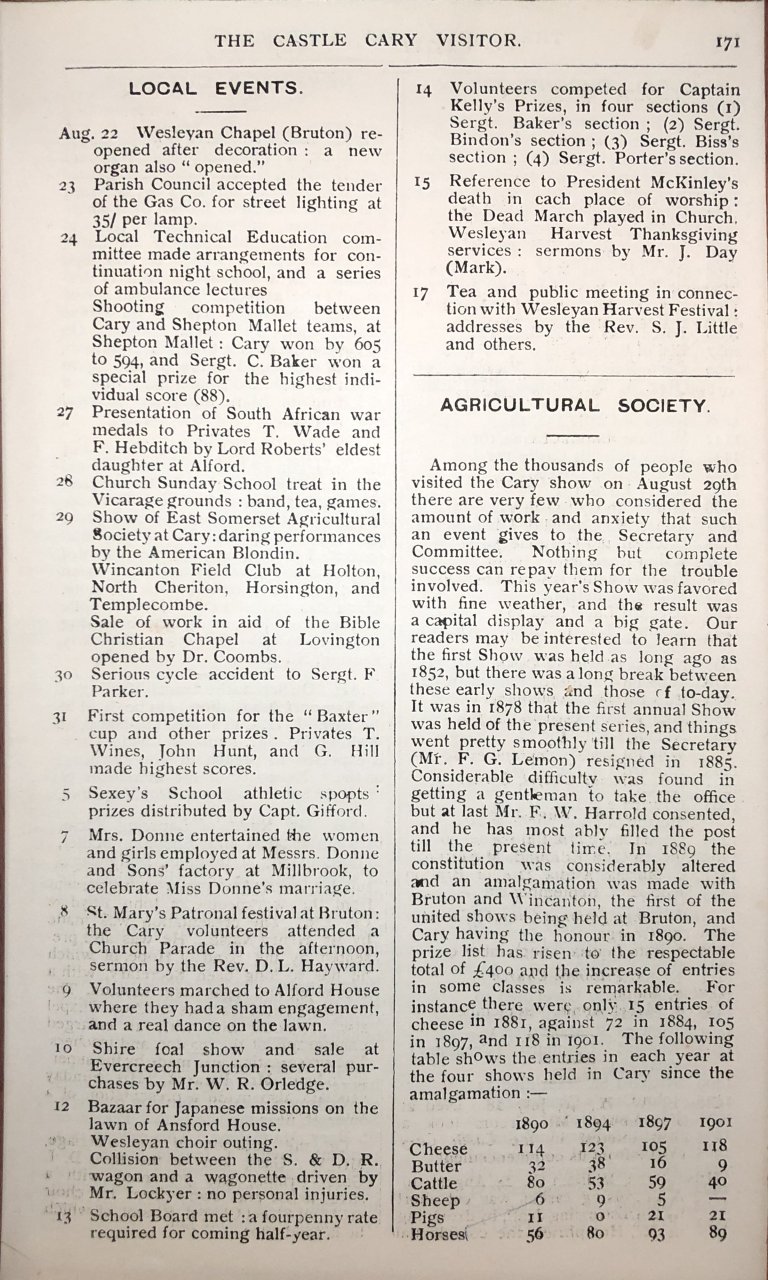 THE CASTLE CARY VISITOR. 171
LOCAL EVENTS.
Aug. 22 Wesleyan Chapel (Bruton) re-
opened after decoration : a new
organ also “ opened.”
23 Parish Council accepted the tender
of the Gas Co. for street lighting at
35/ per lamp.
24 Local Technical Education com-
mittee made arrangements for con-
tinuation night school, and a series
of ambulance lectures
Shooting competition between
Cary and Shepton Mallet teams, at
Shepton Mallet : Cary won by 605
to 594, and Sergt. C. Baker won a
special prize for the highest indi-
vidual score (88).
27 Presentation of South African war
medals to Privates T. Wade and
F. Hebditch by Lord Roberts’ eldest
daughter at Alford.
28 Church Sunday School treat in the
Vicarage grounds : band, tea, games.
29 Show of East Somerset Agricultural
Society at Cary : daring performances
by the American Blondin.
Wincanton Field Club at Holton,
North Cheriton, Horsington, and
Templecombe.
Sale of work in aid of the Bible
Christian Chapel at Lovington
opened by Dr. Coombs.
30 Serious cycle accident to Sergt. F
Parker.
31 First competition for the “ Baxter ”
cup and other prizes . Privates T.
Wines, John Hunt, and G. Hill
made highest scores.
5 Sexey’s School athletic spopts :
prizes distributed by Capt. Gifford.
7 Mrs. Donne entertained the women
and girls employed at Messrs. Donne
and Sons’ factory at Millbrook, to
celebrate Miss Donne’s marriage.
8 St. Mary’s Patronal festival at Bruton :
the Cary volunteers attended a
Church Parade in the afternoon,
sermon by the Rev. D. L. Hayward.
9 Volunteers marched to Alford House
where they had a sham engagement,
and a real dance on the lawn.
10 Shire foal show and sale at
Evercreech Junction : several pur-
chases by Mr. W. R. Orledge.
12 Bazaar for Japanese missions on the
lawn of Ansford House.
Wesleyan choir outing.
Collision between the S. & D. R.
wagon and a wagonette driven by
Mr. Lockyer : no personal injuries.
13 School Board met : a fourpenny rate
required for coming half-year.
14 Volunteers competed for Captain
Kelly’s Prizes, in four sections (1)
Sergt. Baker’s section ; (2) Sergt.
Bindon’s section ; (3) Sergt. Biss’s
section ; (4) Sergt. Porter’s section.
15 Reference to President McKinley’s
death in each place of worship :
the Dead March played in Church.
Wesleyan Harvest Thanksgiving
services : sermons by Mr. J. Day
(Mark).
17 Tea and public meeting in connec-
tion with Wesleyan Harvest Festival :
addresses by the Rev. S. J. Little
and others.
AGRICULTURAL SOCIETY.
Among the thousands of people who
visited the Cary show on August 29th
there are very few who considered the
amount of work and anxiety that such
an event gives to the Secretary and
Committee. Nothing but complete
success can repay them for the trouble
involved. This year’s Show was favored
with fine weather, and the result was
a capital display and a big gate. Our
readers may be interested to learn that
the first Show was held as long ago as
1852, but there was a long break between
these early shows and those of to-day.
It was in 1878 that the first annual Show
was held of the present series, and things
went pretty smoothly ’till the Secretary
(Mr. F. G. Lemon) resigned in 1885.
Considerable difficulty was found in
getting a gentleman to take the office
but at last Mr. F. W. Harrold consented,
and he has most ably filled the post
till the present time. In 1889 the
constitution was considerably altered
and an amalgamation was made with
Bruton and Wincanton, the first of the
united shows being held at Bruton, and
Cary having the honour in 1890. The
prize list has risen to the respectable
total of £400 and the increase of entries
in some classes is remarkable. For
instance there were only 15 entries of
cheese in 1881, against 72 in 1884, 105
in 1897, and 118 in 1901. The following
table shows the entries in each year at
the four shows held in Cary since the
amalgamation :—
1890 1894 1897 1901
Cheese 114 123 105 118
Butter 32 38 16 9
Cattle 80 53 59 40
Sheep 6 9 5 —
Pigs 11 0 21 21
Horses 56 80 93 89